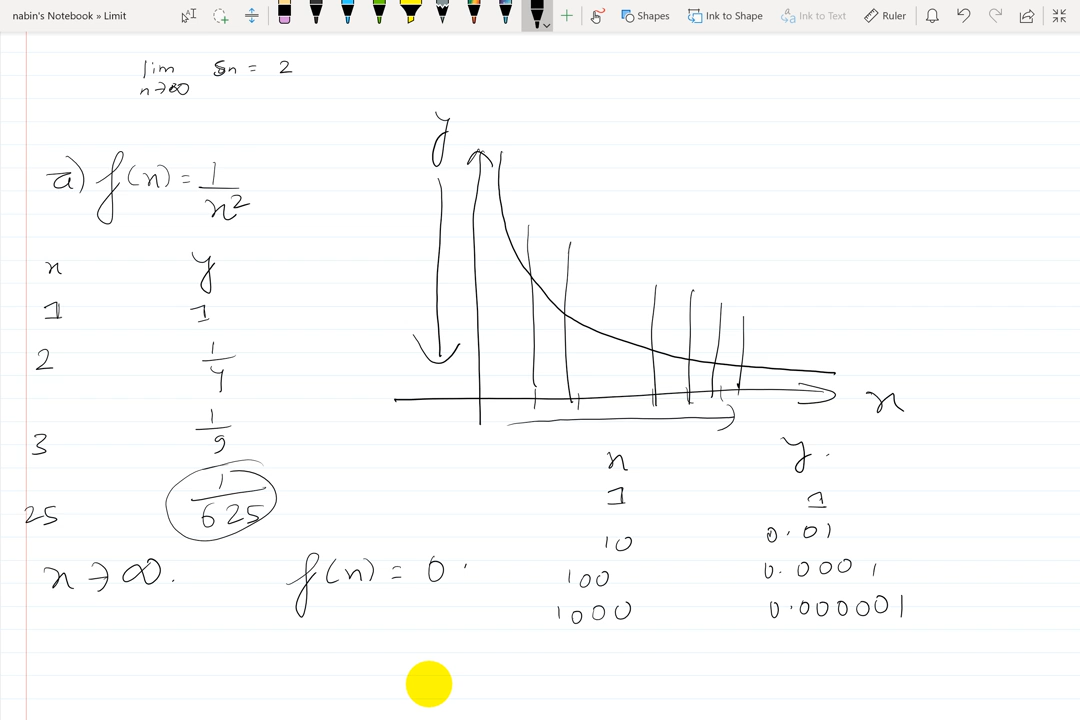 nabin's Notebook » Limit
Shapes
Ink to Shape
Ink to Text
Ruler
lim Sn = 2
n→∞
a) f(n) = 1/n²
n y
1 1
2 1/4
3 1/9
25 1/625
n→∞. f(n) = 0.
y
n
n y.
1 1
10 0.01
100 0.0001
1000 0.000001